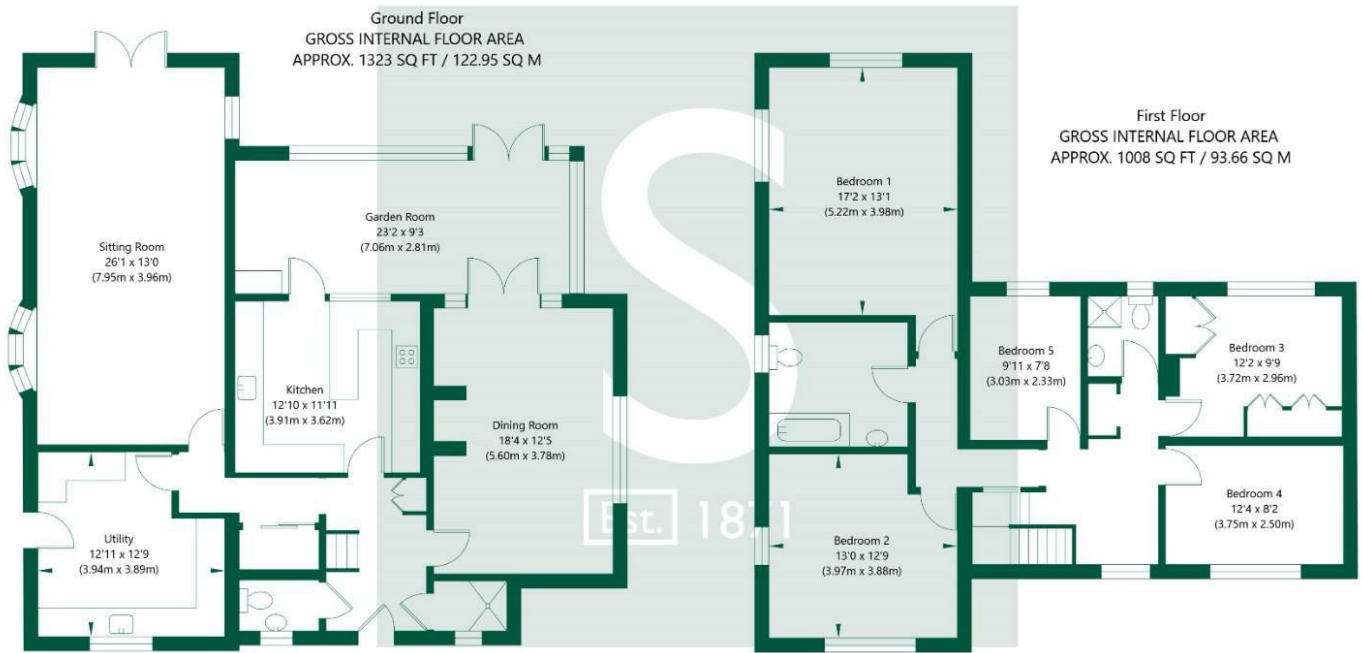 Ground Floor
GROSS INTERNAL FLOOR AREA
APPROX. 1323 SQ FT / 122.95 SQ M
Sitting Room
26'1 x 13'0
(7.95m x 3.96m)
Garden Room
23'2 x 9'3
(7.06m x 2.81m)
Kitchen
12'10 x 11'11
(3.91m x 3.62m)
Dining Room
18'4 x 12'5
(5.60m x 3.78m)
Utility
12'11 x 12'9
(3.94m x 3.89m)
First Floor
GROSS INTERNAL FLOOR AREA
APPROX. 1008 SQ FT / 93.66 SQ M
Bedroom 1
17'2 x 13'1
(5.22m x 3.98m)
Bedroom 5
9'11 x 7'8
(3.03m x 2.33m)
Bedroom 3
12'2 x 9'9
(3.72m x 2.96m)
Bedroom 4
12'4 x 8'2
(3.75m x 2.50m)
Bedroom 2
13'0 x 12'9
(3.97m x 3.88m)
S
Est. 1871